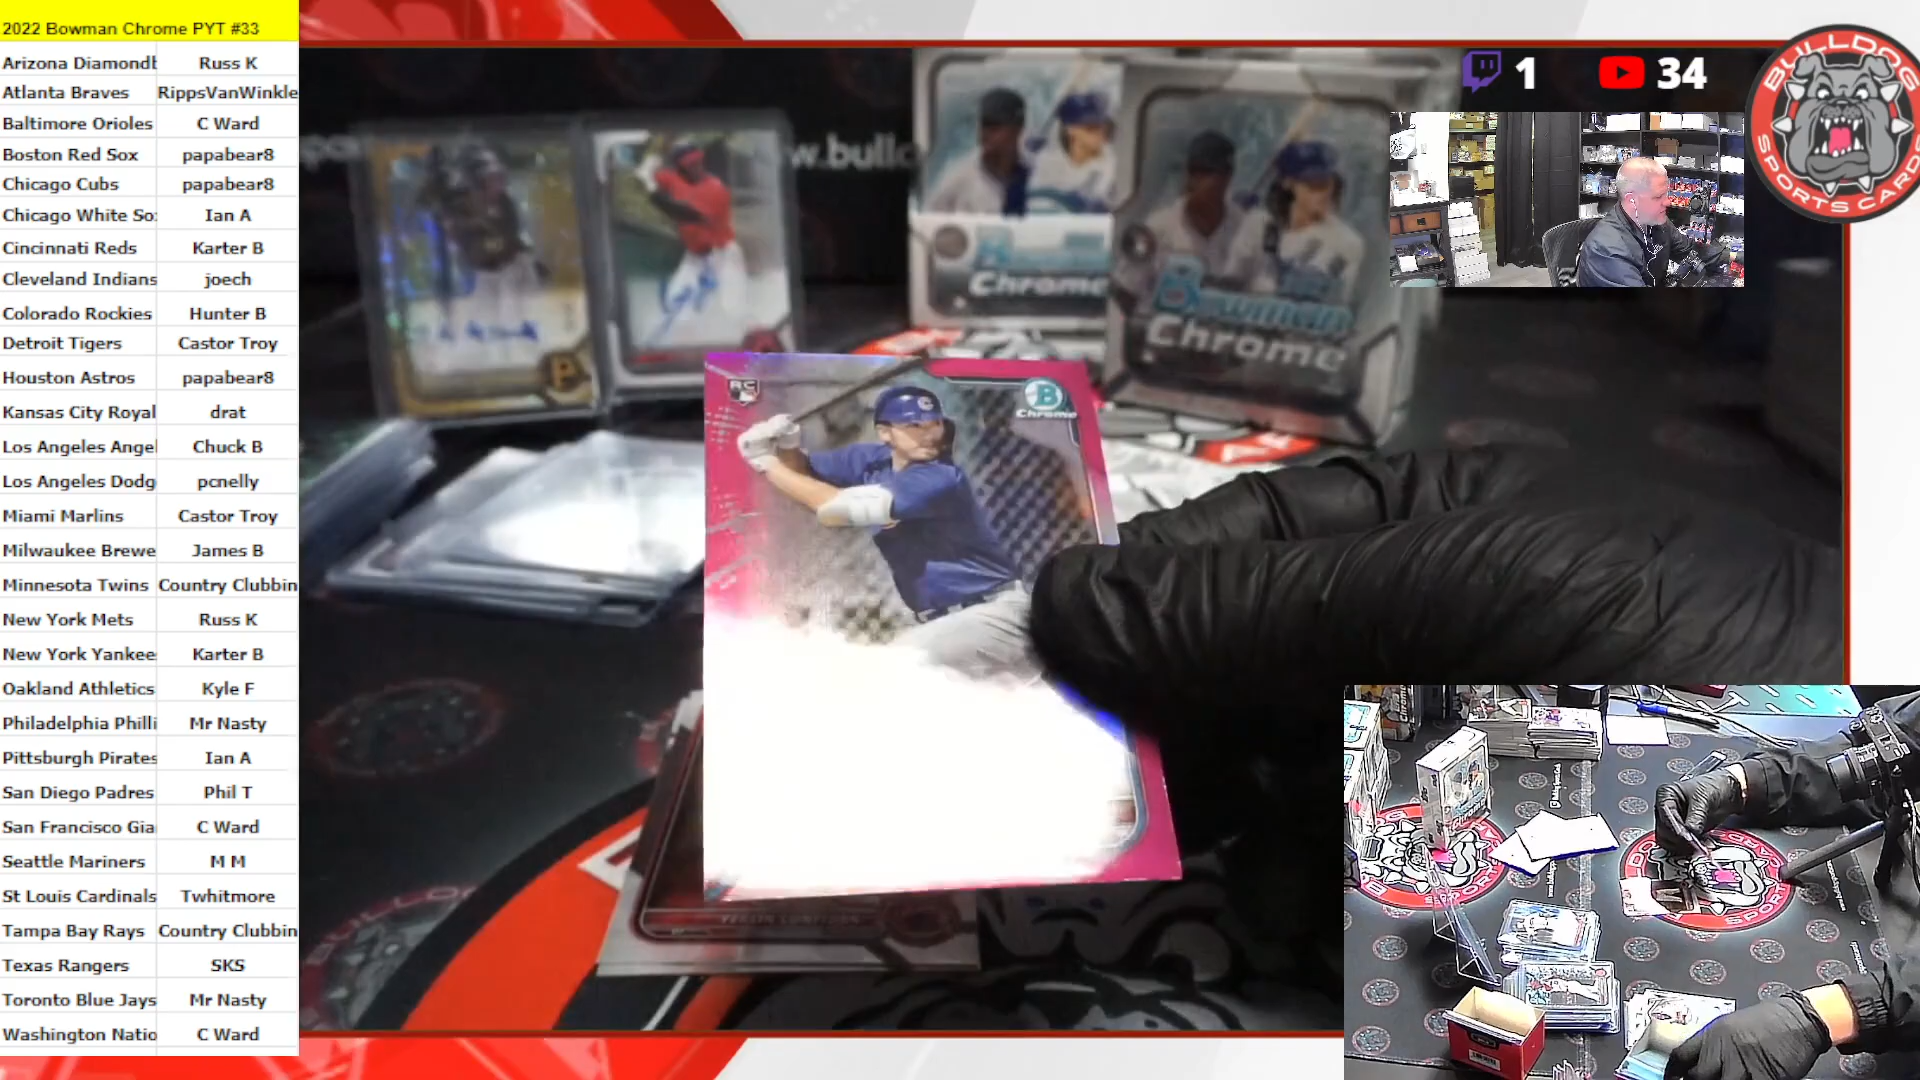 2022 Bowman Chrome PYT #33
Arizona Diamondb Russ K
Atlanta Braves RippsVanWinkle
Baltimore Orioles C Ward
Boston Red Sox papabear8
Chicago Cubs papabear8
Chicago White So Ian A
Cincinnati Reds Karter B
Cleveland Indians joech
Colorado Rockies Hunter B
Detroit Tigers Castor Troy
Houston Astros papabear8
Kansas City Royal drat
Los Angeles Angel Chuck B
Los Angeles Dodg pcnelly
Miami Marlins Castor Troy
Milwaukee Brewe James B
Minnesota Twins Country Clubbin
New York Mets Russ K
New York Yankee Karter B
Oakland Athletics Kyle F
Philadelphia Philli Mr Nasty
Pittsburgh Pirates Ian A
San Diego Padres Phil T
San Francisco Gia C Ward
Seattle Mariners M M
St Louis Cardinals Twhitmore
Tampa Bay Rays Country Clubbin
Texas Rangers SKS
Toronto Blue Jays Mr Nasty
Washington Natio C Ward
1
34
BULLDOG
SPORTS CARDS
w.bulld
Chrome
Bowman
Chrome
RC
B
Chrome
P